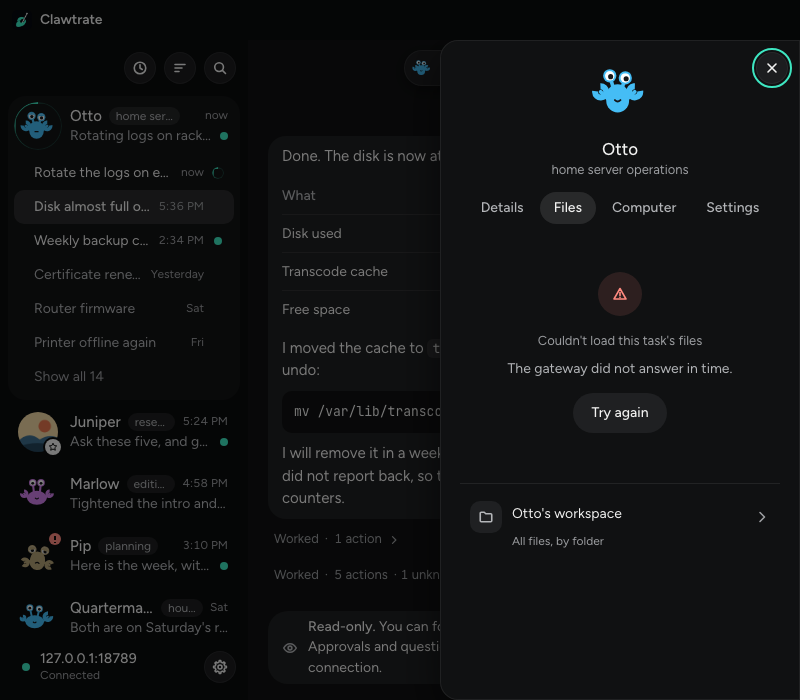 Clawtrate
Otto home ser... now
Rotating logs on rack...
Rotate the logs on e... now
Disk almost full o... 5:36 PM
Weekly backup c... 2:34 PM
Certificate rene... Yesterday
Router firmware Sat
Printer offline again Fri
Show all 14
Juniper rese... 5:24 PM
Ask these five, and g...
Marlow editi... 4:58 PM
Tightened the intro and...
Pip planning 3:10 PM
Here is the week, wit...
Quarterma... hou... Sat
Both are on Saturday's r...
127.0.0.1:18789
Connected
Done. The disk is now at
What
Disk used
Transcode cache
Free space
I moved the cache to
undo:
mv /var/lib/transco
I will remove it in a week
did not report back, so
counters.
Worked · 1 action
Worked · 5 actions · 1 unkn
Read-only. You can fo
Approvals and questi
connection.
Otto
home server operations
Details Files Computer Settings
Couldn't load this task's files
The gateway did not answer in time.
Try again
Otto's workspace
All files, by folder